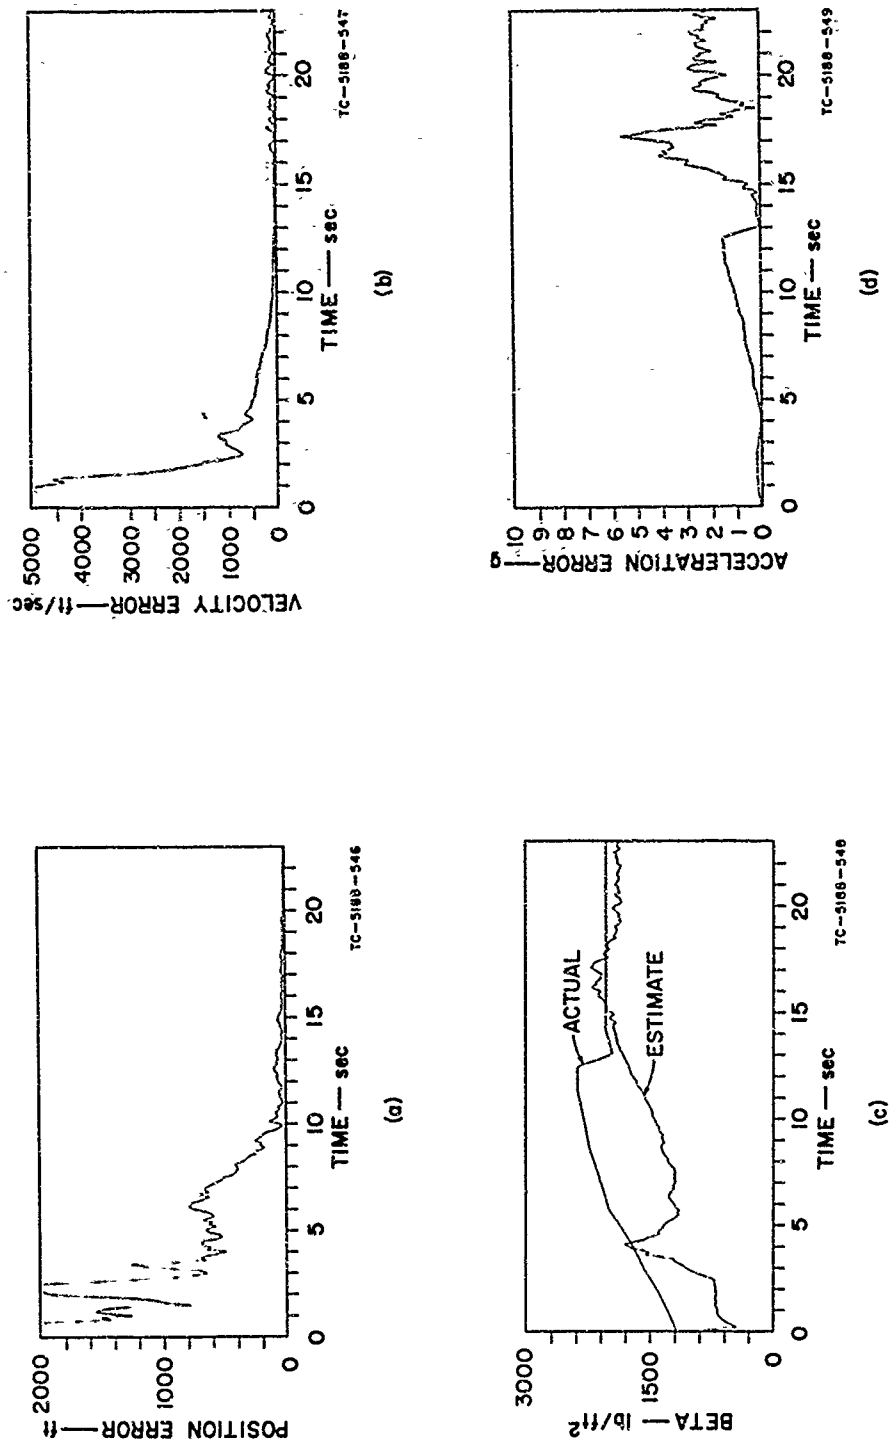 5000
4000
3000
2000
1000
0
VELOCITY ERROR — ft/sec
0
5
10
15
20
TIME — sec
TC-5188-547
(b)
10
9
8
7
6
5
4
3
2
1
0
ACCELERATION ERROR — g
0
5
10
15
20
TIME — sec
TC-5188-549
(d)
2000
1000
0
POSITION ERROR — ft
0
5
10
15
20
TIME — sec
TC-5188-546
(a)
3000
1500
0
BETA — lb/ft²
ACTUAL
ESTIMATE
0
5
10
15
20
TIME — sec
TC-5188-548
(c)